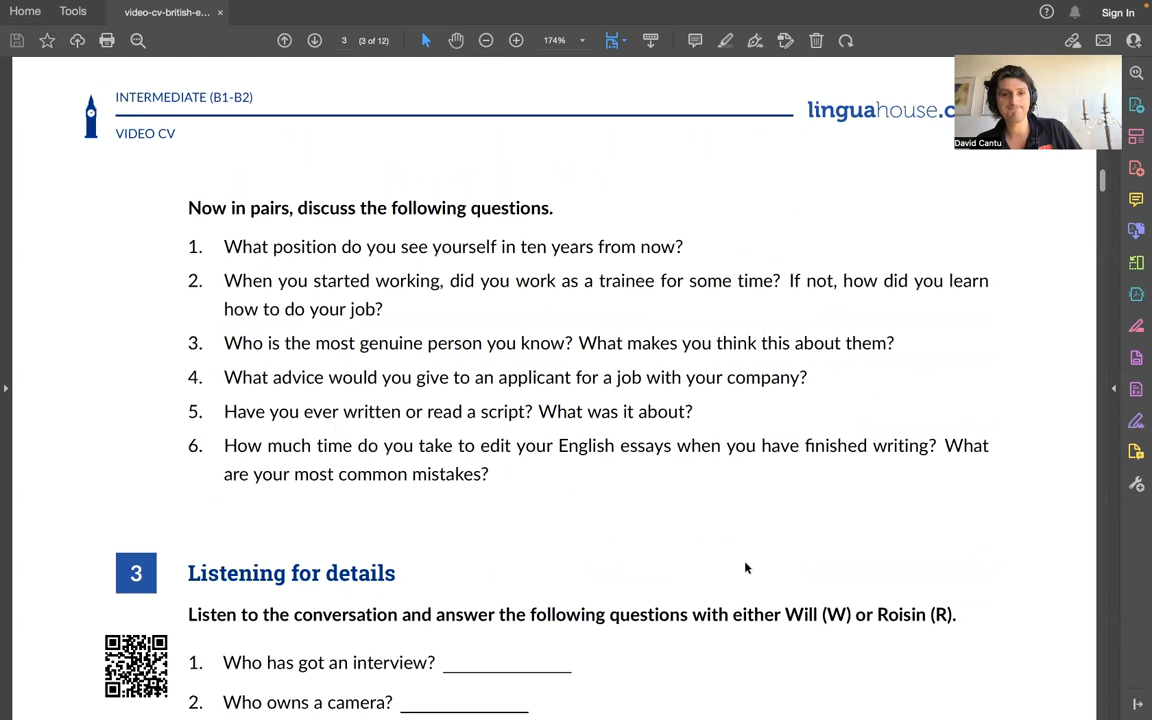 Home
Tools
video-cv-british-e...
Sign In
3
(3 of 12)
174%
INTERMEDIATE (B1-B2)
linguahouse.c
VIDEO CV
David Cantu
Now in pairs, discuss the following questions.
1. What position do you see yourself in ten years from now?
2. When you started working, did you work as a trainee for some time? If not, how did you learn
how to do your job?
3. Who is the most genuine person you know? What makes you think this about them?
4. What advice would you give to an applicant for a job with your company?
5. Have you ever written or read a script? What was it about?
6. How much time do you take to edit your English essays when you have finished writing? What
are your most common mistakes?
3 Listening for details
Listen to the conversation and answer the following questions with either Will (W) or Roisin (R).
1. Who has got an interview? ____________
2. Who owns a camera? ____________